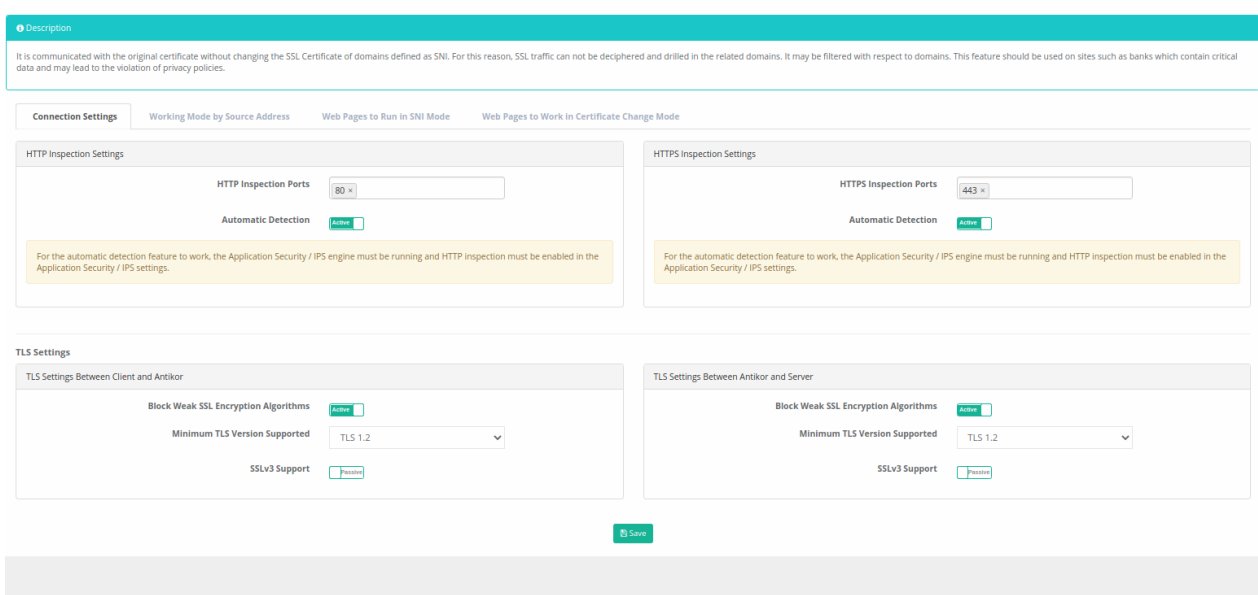 Description
It is communicated with the original certificate without changing the SSL Certificate of domains defined as SNI. For this reason, SSL traffic can not be deciphered and drilled in the related domains. It may be filtered with respect to domains. This feature should be used on sites such as banks which contain critical
data and may lead to the violation of privacy policies.
Connection Settings
Working Mode by Source Address
Web Pages to Run in SNI Mode
Web Pages to Work in Certificate Change Mode
HTTP Inspection Settings
HTTP Inspection Ports
80 ×
Automatic Detection
Active
For the automatic detection feature to work, the Application Security / IPS engine must be running and HTTP inspection must be enabled in the
Application Security / IPS settings.
HTTPS Inspection Settings
HTTPS Inspection Ports
443 ×
Automatic Detection
Active
For the automatic detection feature to work, the Application Security / IPS engine must be running and HTTP inspection must be enabled in the
Application Security / IPS settings.
TLS Settings
TLS Settings Between Client and Antikor
Block Weak SSL Encryption Algorithms
Active
Minimum TLS Version Supported
TLS 1.2
SSLv3 Support
Passive
TLS Settings Between Antikor and Server
Block Weak SSL Encryption Algorithms
Active
Minimum TLS Version Supported
TLS 1.2
SSLv3 Support
Passive
Save